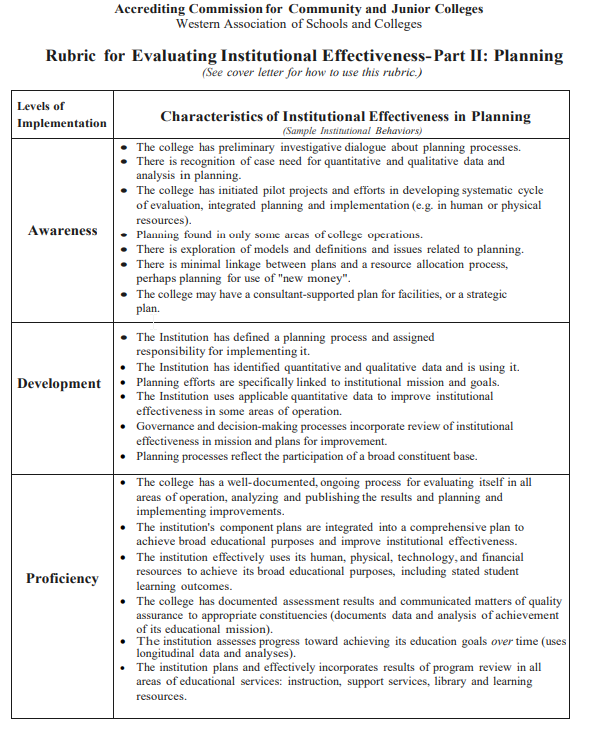 Accrediting Commission for Community and Junior Colleges
Western Association of Schools and Colleges
Rubric for Evaluating Institutional Effectiveness-Part II: Planning
(See cover letter for how to use this rubric.)
Levels of
Implementation
Characteristics of Institutional Effectiveness in Planning
(Sample Institutional Behaviors)
Awareness
• The college has preliminary investigative dialogue about planning processes.
• There is recognition of case need for quantitative and qualitative data and
analysis in planning.
• The college has initiated pilot projects and efforts in developing systematic cycle
of evaluation, integrated planning and implementation (e.g. in human or physical
resources).
• Planning found in only some areas of college operations.
• There is exploration of models and definitions and issues related to planning.
• There is minimal linkage between plans and a resource allocation process,
perhaps planning for use of "new money".
• The college may have a consultant-supported plan for facilities, or a strategic
plan.
Development
• The Institution has defined a planning process and assigned
responsibility for implementing it.
• The Institution has identified quantitative and qualitative data and is using it.
• Planning efforts are specifically linked to institutional mission and goals.
• The Institution uses applicable quantitative data to improve institutional
effectiveness in some areas of operation.
• Governance and decision-making processes incorporate review of institutional
effectiveness in mission and plans for improvement.
• Planning processes reflect the participation of a broad constituent base.
Proficiency
• The college has a well-documented, ongoing process for evaluating itself in all
areas of operation, analyzing and publishing the results and planning and
implementing improvements.
• The institution's component plans are integrated into a comprehensive plan to
achieve broad educational purposes and improve institutional effectiveness.
• The institution effectively uses its human, physical, technology, and financial
resources to achieve its broad educational purposes, including stated student
learning outcomes.
• The college has documented assessment results and communicated matters of quality
assurance to appropriate constituencies (documents data and analysis of achievement
of its educational mission).
• The institution assesses progress toward achieving its education goals over time (uses
longitudinal data and analyses).
• The institution plans and effectively incorporates results of program review in all
areas of educational services: instruction, support services, library and learning
resources.